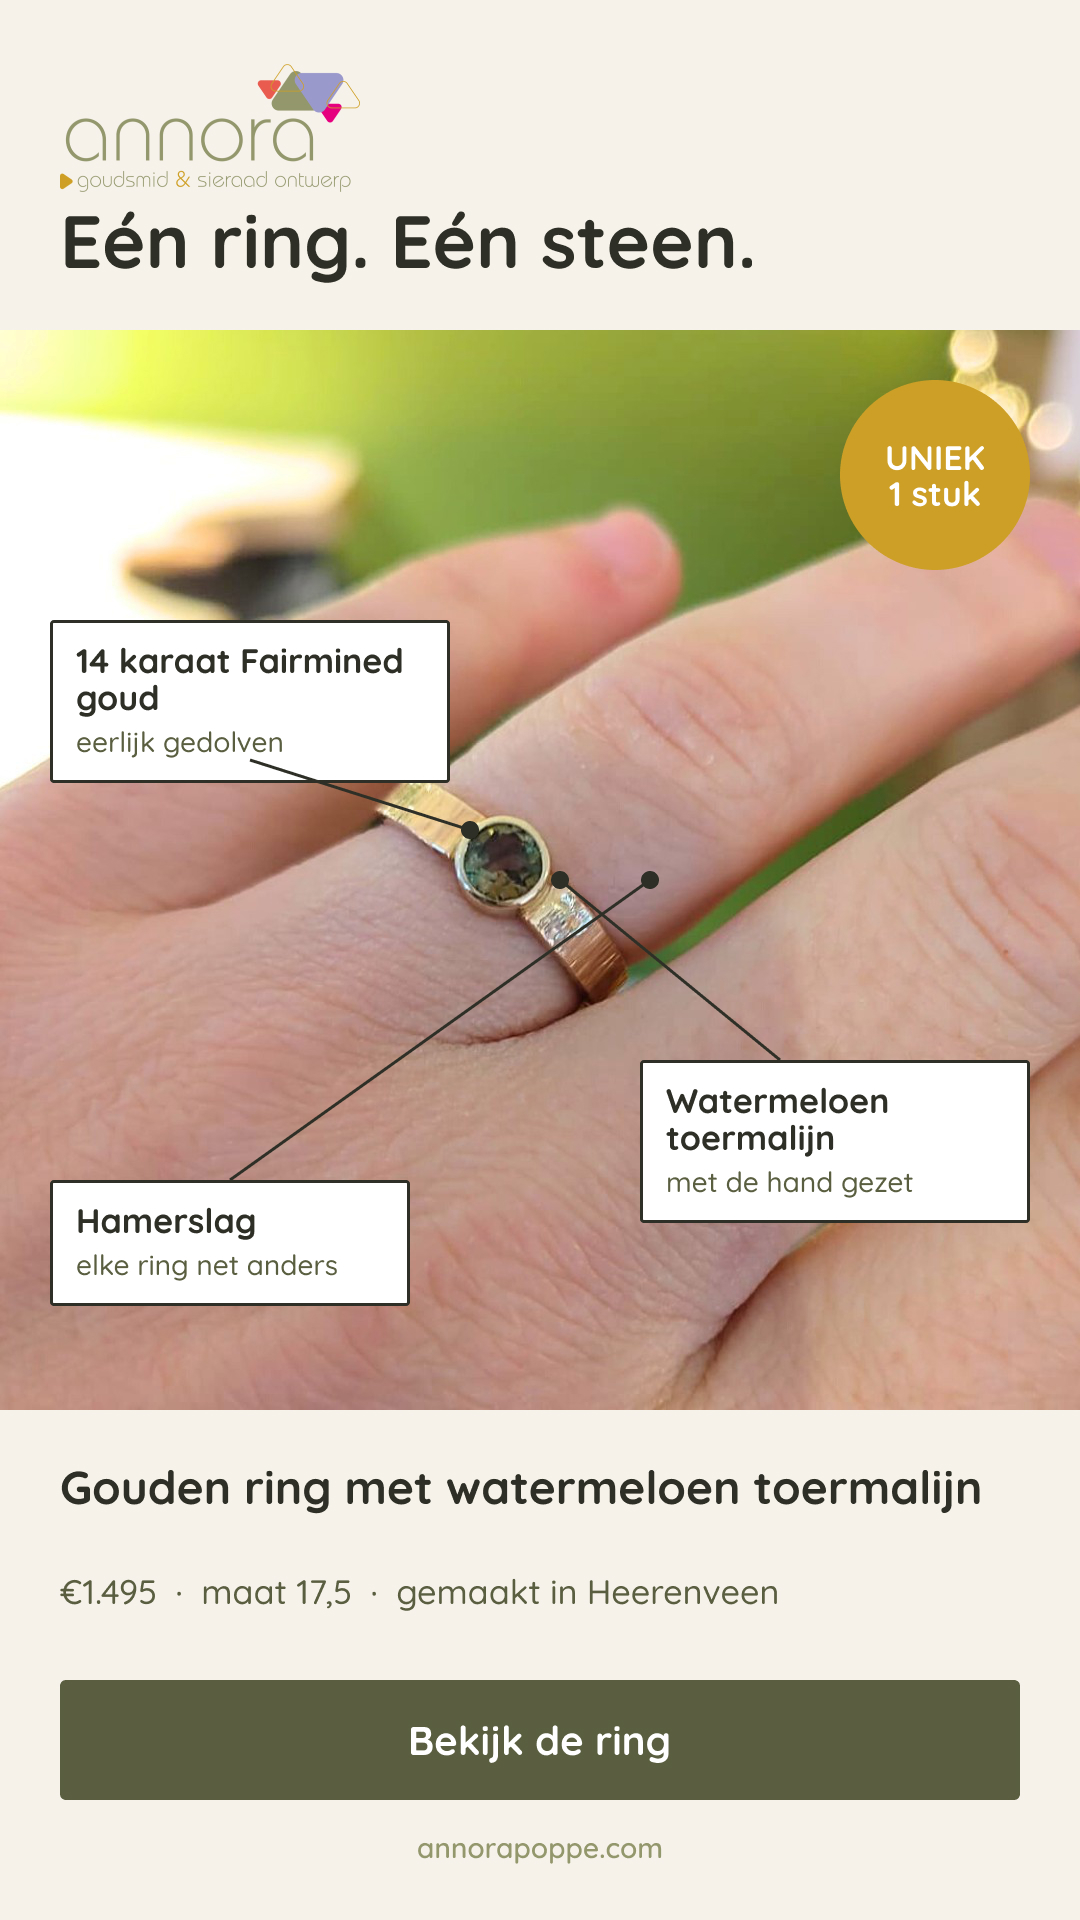 annora
goudsmid & sieraad ontwerp
Eén ring. Eén steen.
UNIEK
1 stuk
14 karaat Fairmined
goud
eerlijk gedolven
Watermeloen
toermalijn
met de hand gezet
Hamerslag
elke ring net anders
Gouden ring met watermeloen toermalijn
€1.495 · maat 17,5 · gemaakt in Heerenveen
Bekijk de ring
annorapoppe.com